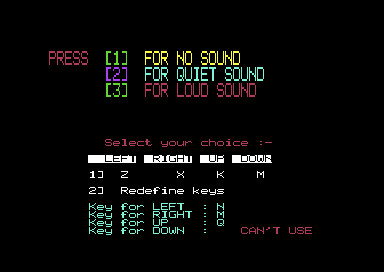 PRESS [1] FOR NO SOUND
[2] FOR QUIET SOUND
[3] FOR LOUD SOUND
Select your choice :-
LEFT RIGHT UP DOWN
1] Z X K M
2] Redefine keys
Key for LEFT : N
Key for RIGHT : M
Key for UP : Q
Key for DOWN : CAN'T USE